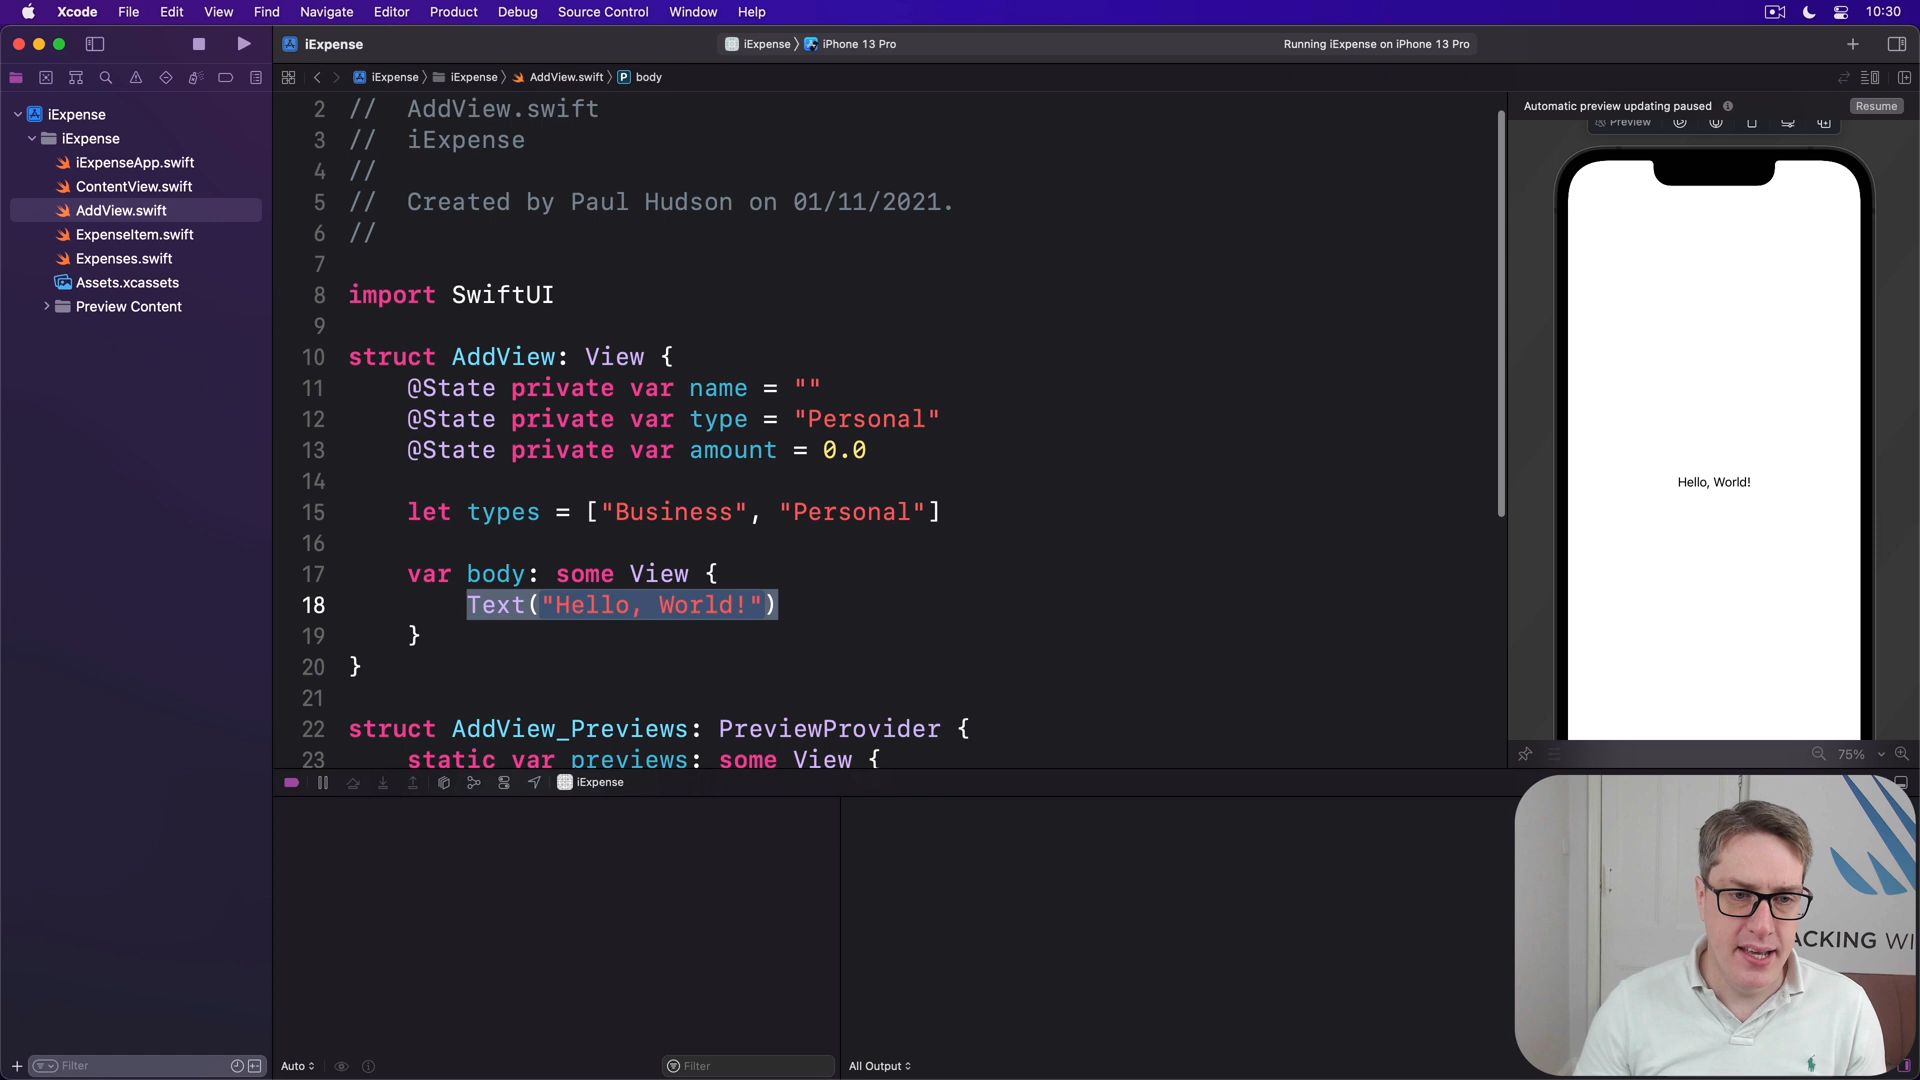 Xcode File Edit View Find Navigate Editor Product Debug Source Control Window Help 10:30
iExpense iExpense iPhone 13 Pro Running iExpense on iPhone 13 Pro
iExpense iExpense AddView.swift P body
iExpense
iExpense
iExpenseApp.swift
ContentView.swift
AddView.swift
ExpenseItem.swift
Expenses.swift
Assets.xcassets
Preview Content
2 // AddView.swift
3 // iExpense
4 //
5 // Created by Paul Hudson on 01/11/2021.
6 //
7
8 import SwiftUI
9
10 struct AddView: View {
11 @State private var name = ""
12 @State private var type = "Personal"
13 @State private var amount = 0.0
14
15 let types = ["Business", "Personal"]
16
17 var body: some View {
18 Text("Hello, World!")
19 }
20 }
21
22 struct AddView_Previews: PreviewProvider {
23 static var previews: some View {
Automatic preview updating paused Resume
Preview
Hello, World!
75%
iExpense
Filter
Auto
Filter
All Output
ACKING WI